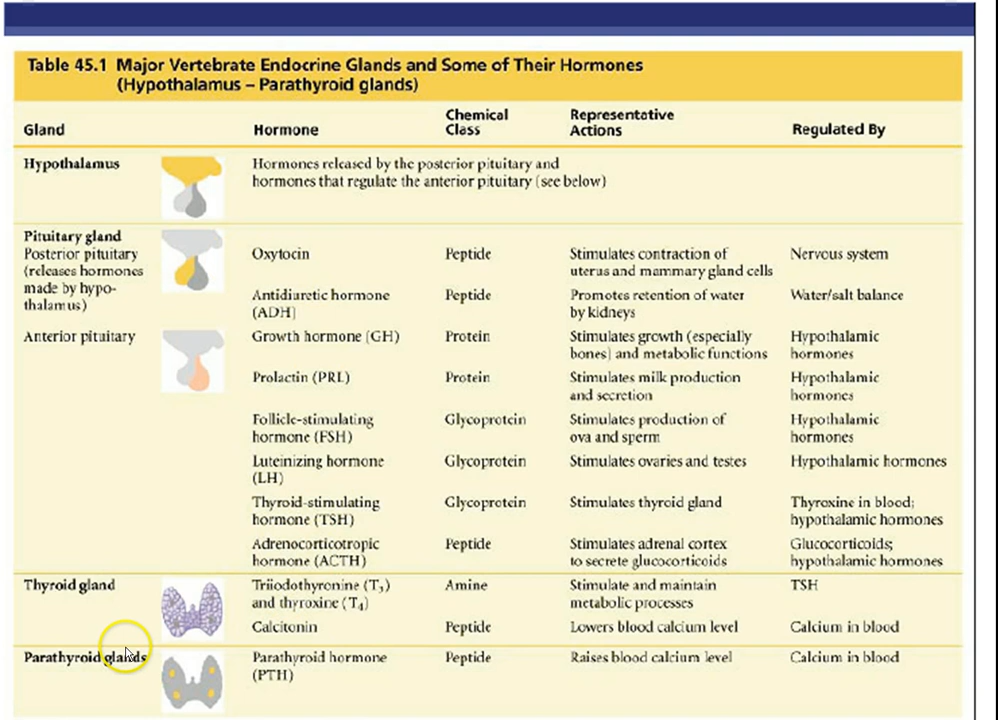 Table 45.1 Major Vertebrate Endocrine Glands and Some of Their Hormones
(Hypothalamus – Parathyroid glands)
Gland Hormone Chemical Class Representative Actions Regulated By
Hypothalamus Hormones released by the posterior pituitary and
hormones that regulate the anterior pituitary (see below)
Pituitary gland
Posterior pituitary Oxytocin Peptide Stimulates contraction of Nervous system
(releases hormones uterus and mammary gland cells
made by hypo- Antidiuretic hormone Peptide Promotes retention of water Water/salt balance
thalamus) (ADH) by kidneys
Anterior pituitary Growth hormone (GH) Protein Stimulates growth (especially Hypothalamic
bones) and metabolic functions hormones
Prolactin (PRL) Protein Stimulates milk production Hypothalamic
and secretion hormones
Follicle-stimulating Glycoprotein Stimulates production of Hypothalamic
hormone (FSH) ova and sperm hormones
Luteinizing hormone Glycoprotein Stimulates ovaries and testes Hypothalamic hormones
(LH)
Thyroid-stimulating Glycoprotein Stimulates thyroid gland Thyroxine in blood;
hormone (TSH) hypothalamic hormones
Adrenocorticotropic Peptide Stimulates adrenal cortex Glucocorticoids;
hormone (ACTH) to secrete glucocorticoids hypothalamic hormones
Thyroid gland Triiodothyronine (T3) Amine Stimulate and maintain TSH
and thyroxine (T4) metabolic processes
Calcitonin Peptide Lowers blood calcium level Calcium in blood
Parathyroid glands Parathyroid hormone Peptide Raises blood calcium level Calcium in blood
(PTH)